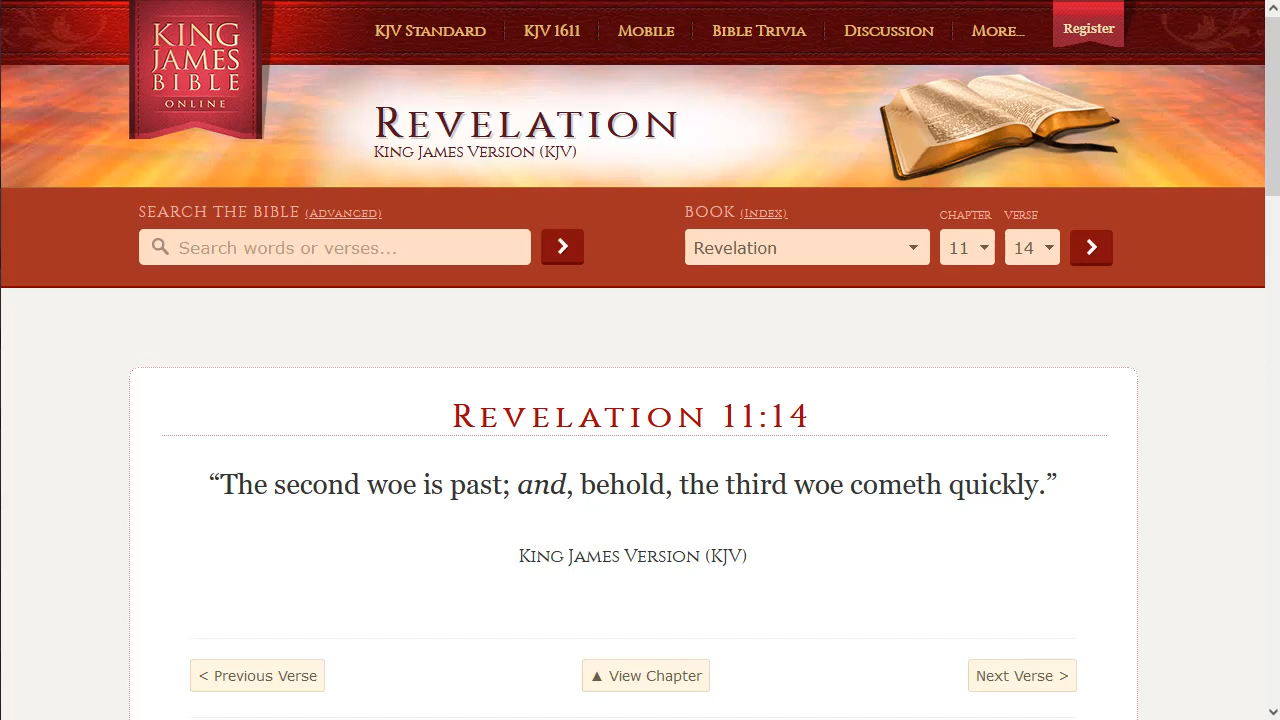 KING
JAMES
BIBLE
ONLINE
KJV Standard
KJV 1611
Mobile
Bible Trivia
Discussion
More...
Register
Revelation
King James Version (KJV)
SEARCH THE BIBLE (Advanced)
Search words or verses...
BOOK (Index)
CHAPTER
VERSE
Revelation
11
14
Revelation 11:14
“The second woe is past; and, behold, the third woe cometh quickly.”
King James Version (KJV)
< Previous Verse
▲ View Chapter
Next Verse >